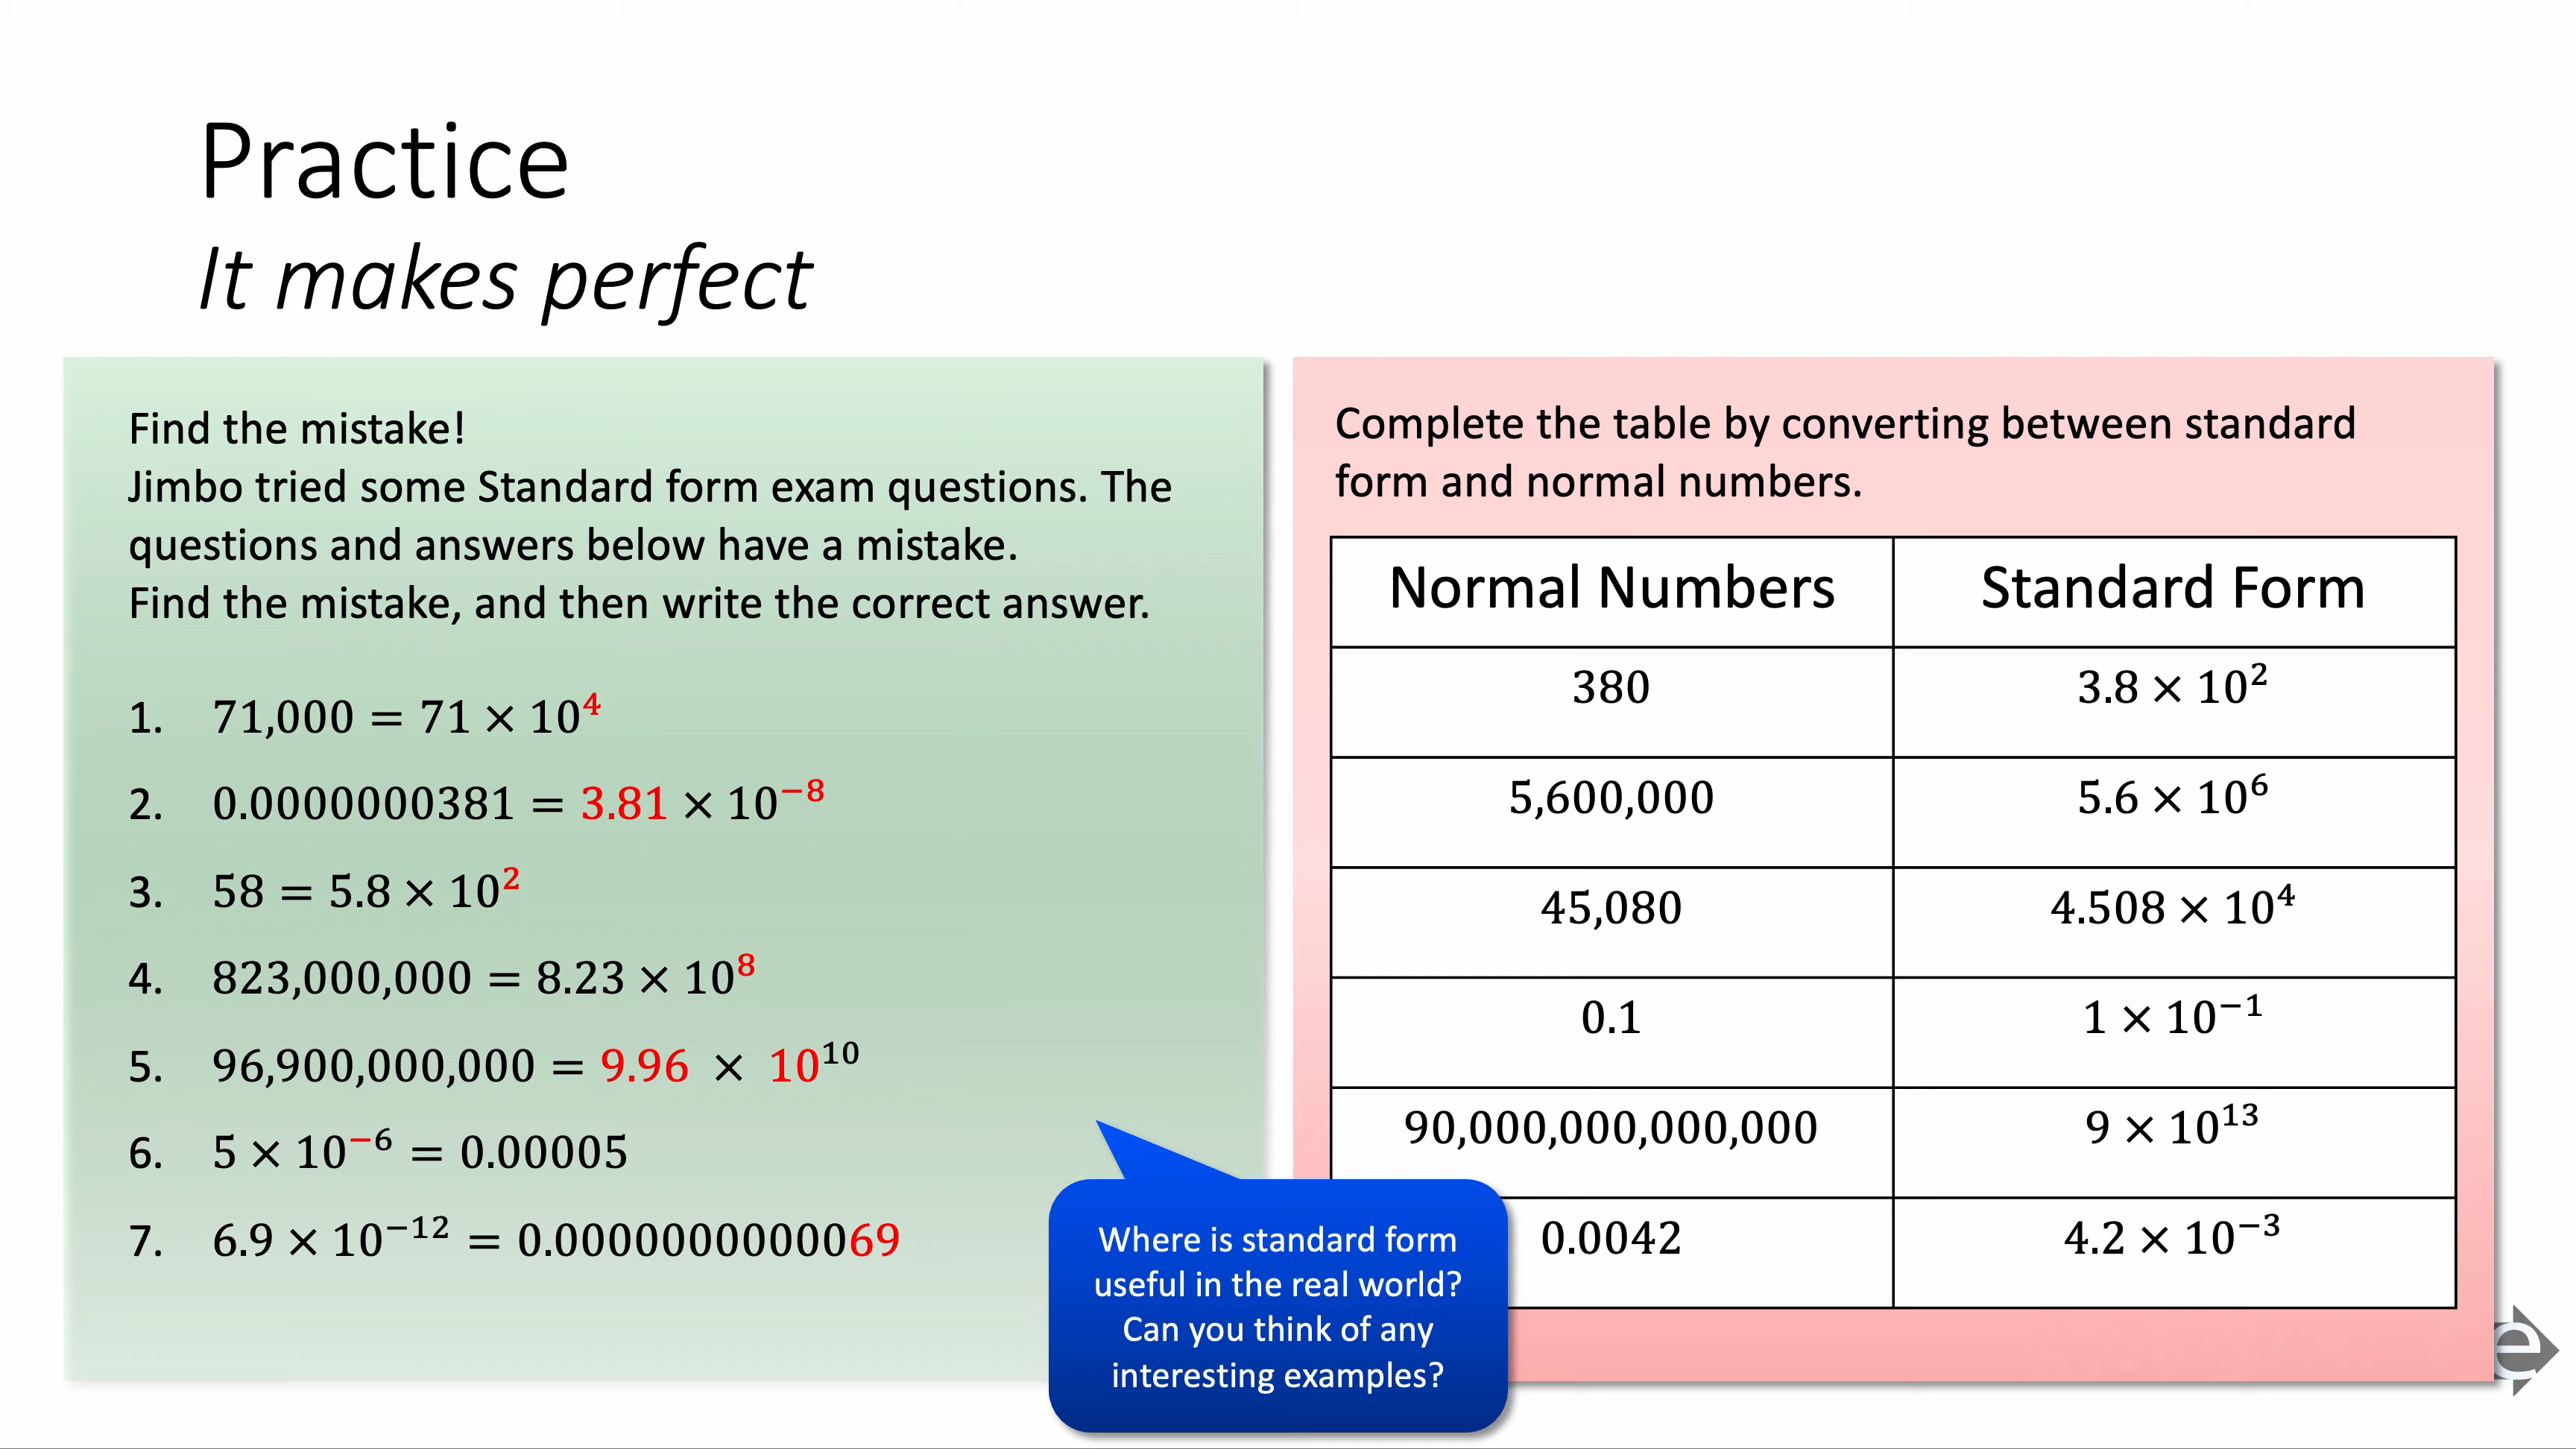 Practice
It makes perfect
Find the mistake!
Jimbo tried some Standard form exam questions. The
questions and answers below have a mistake.
Find the mistake, and then write the correct answer.
1. 71,000 = 71 × 10⁴
2. 0.0000000381 = 3.81 × 10⁻⁸
3. 58 = 5.8 × 10²
4. 823,000,000 = 8.23 × 10⁸
5. 96,900,000,000 = 9.96 × 10¹⁰
6. 5 × 10⁻⁶ = 0.00005
7. 6.9 × 10⁻¹² = 0.00000000000069
Complete the table by converting between standard
form and normal numbers.
Normal Numbers Standard Form
380 3.8 × 10²
5,600,000 5.6 × 10⁶
45,080 4.508 × 10⁴
0.1 1 × 10⁻¹
90,000,000,000,000 9 × 10¹³
0.0042 4.2 × 10⁻³
Where is standard form
useful in the real world?
Can you think of any
interesting examples?
e